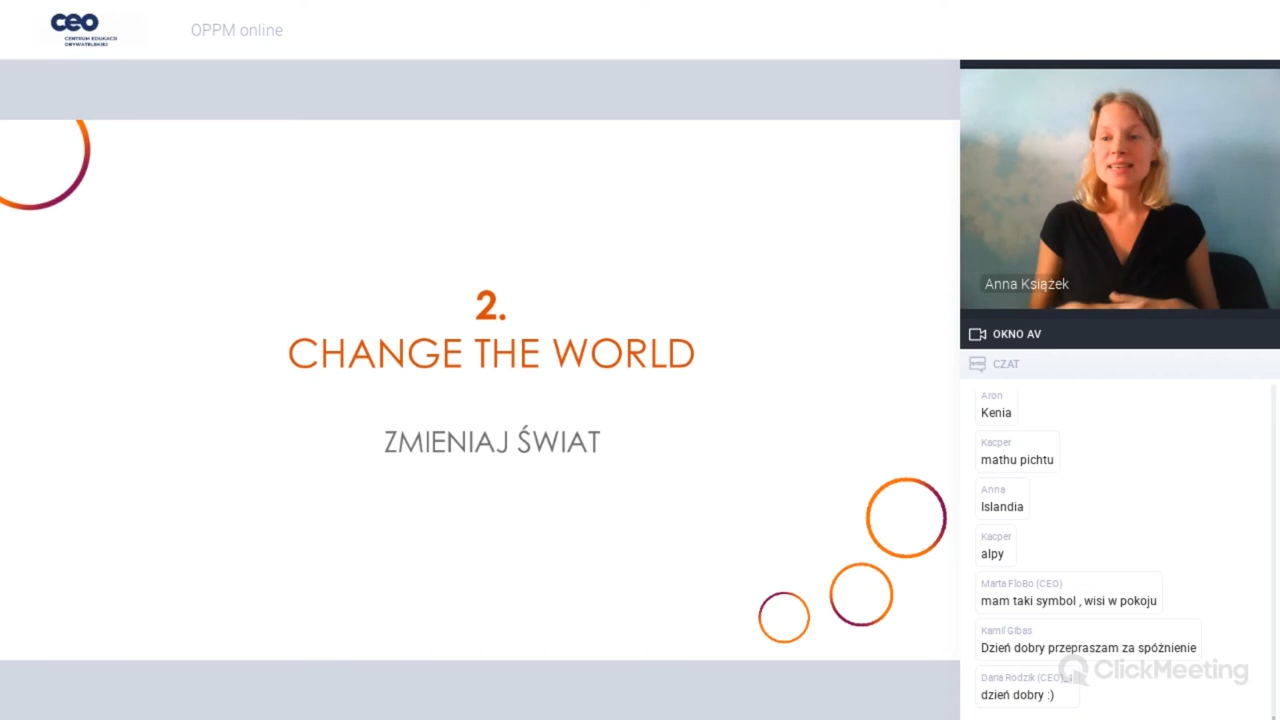 ceo
CENTRUM EDUKACJI
OBYWATELSKIEJ
OPPM online
2.
CHANGE THE WORLD
ZMIENIAJ ŚWIAT
Anna Książek
OKNO AV
CZAT
Aron
Kenia
Kacper
mathu pichtu
Anna
Islandia
Kacper
alpy
Marta FloBo (CEO)
mam taki symbol , wisi w pokoju
Kamil Gibas
Dzień dobry przepraszam za spóżnienie
Daria Rodzik (CEO)_1
dzień dobry :)
ClickMeeting